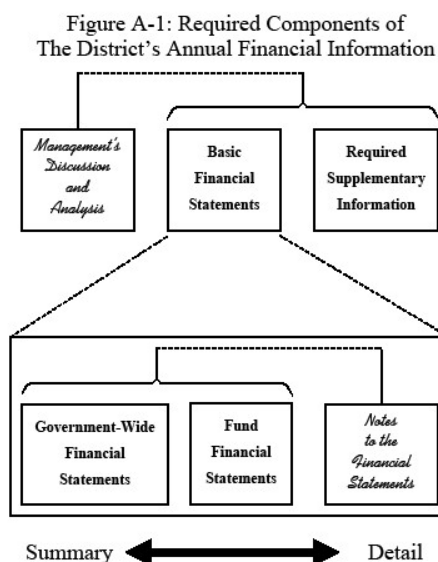 Figure A-1: Required Components of
The District's Annual Financial Information
Management's
Discussion
and
Analysis
Basic
Financial
Statements
Required
Supplementary
Information
Government-Wide
Financial
Statements
Fund
Financial
Statements
Notes
to the
Financial
Statements
Summary
Detail